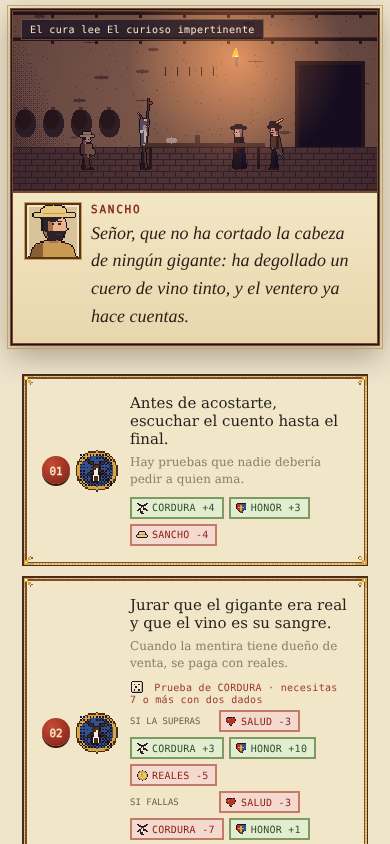 El cura lee El curioso impertinente
SANCHO
Señor, que no ha cortado la cabeza
de ningún gigante: ha degollado un
cuero de vino tinto, y el ventero ya
hace cuentas.
01
Antes de acostarte,
escuchar el cuento hasta el
final.
Hay pruebas que nadie debería
pedir a quien ama.
CORDURA +4 HONOR +3
SANCHO -4
02
Jurar que el gigante era real
y que el vino es su sangre.
Cuando la mentira tiene dueño de
venta, se paga con reales.
Prueba de CORDURA · necesitas
7 o más con dos dados
SI LA SUPERAS SALUD -3
CORDURA +3 HONOR +10
REALES -5
SI FALLAS SALUD -3
CORDURA -7 HONOR +1